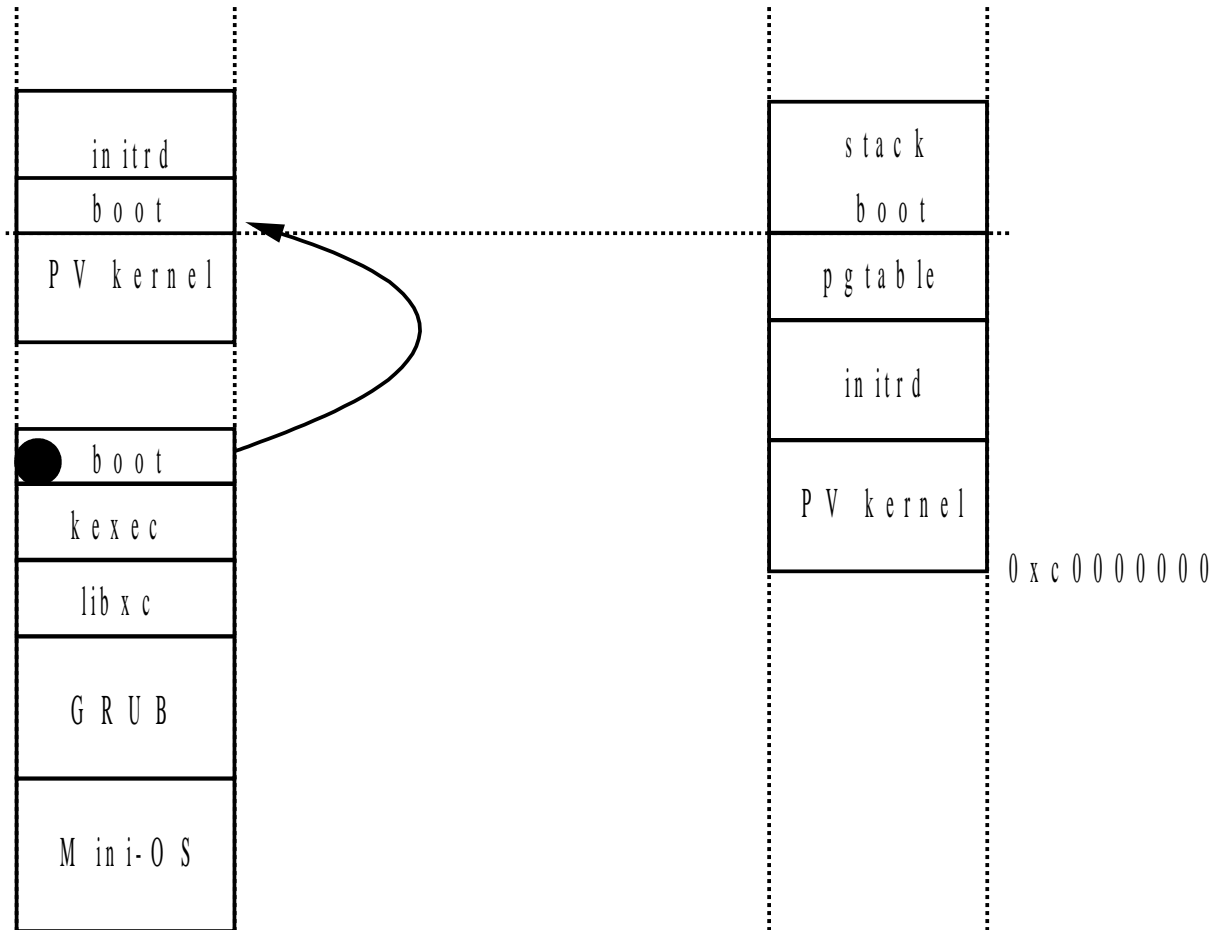 initrd
boot
PV kernel
boot
kexec
libxc
GRUB
Mini-OS
stack
boot
pgtable
initrd
PV kernel
0xc0000000